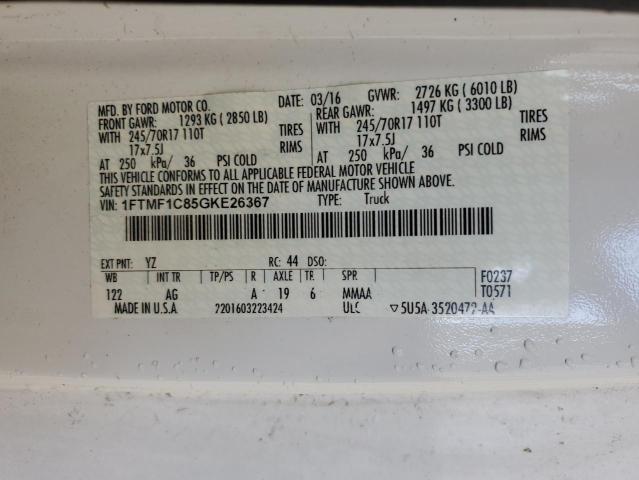 MFD. BY FORD MOTOR CO. DATE: 03/16 GVWR: 2726 KG ( 6010 LB)
FRONT GAWR: 1293 KG ( 2850 LB) REAR GAWR: 1497 KG ( 3300 LB)
WITH 245/70R17 110T TIRES WITH 245/70R17 110T TIRES
17x7.5J RIMS 17x7.5J RIMS
AT 250 kPa/ 36 PSI COLD AT 250 kPa/ 36 PSI COLD
THIS VEHICLE CONFORMS TO ALL APPLICABLE FEDERAL MOTOR VEHICLE
SAFETY STANDARDS IN EFFECT ON THE DATE OF MANUFACTURE SHOWN ABOVE.
VIN: 1FTMF1C85GKE26367 TYPE: Truck
EXT PNT: YZ RC: 44 DSO:
WB INT TR TP/PS R AXLE TR SPR F0237
122 AG A 19 6 MMAA T0571
MADE IN U.S.A 7201603223424 ULC ▽5U5A-3520472-AA